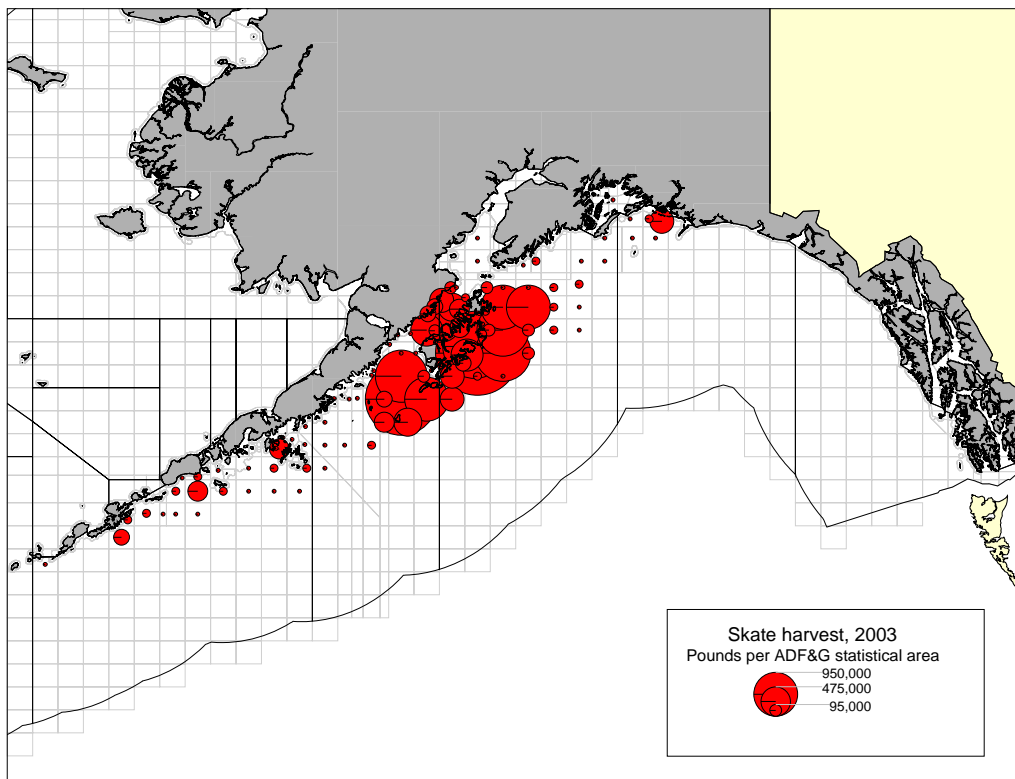 Skate harvest, 2003
Pounds per ADF&G statistical area
950,000
475,000
95,000